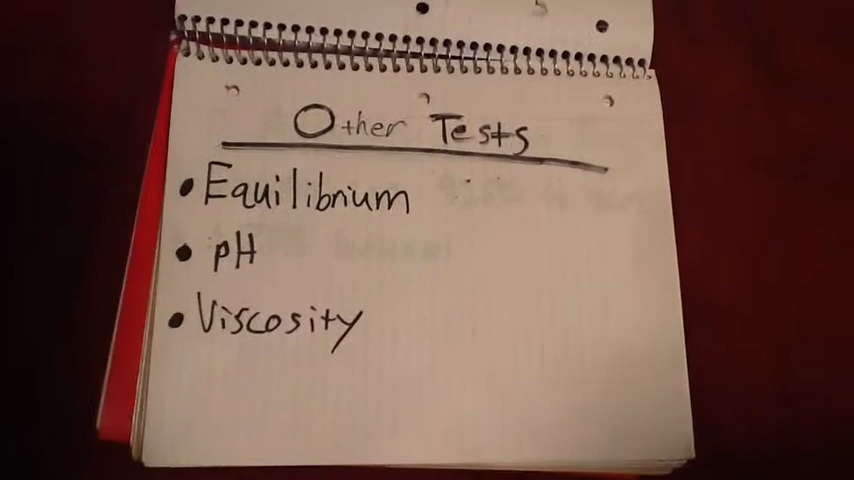 Other Tests
• Equilibrium
• pH
• Viscosity